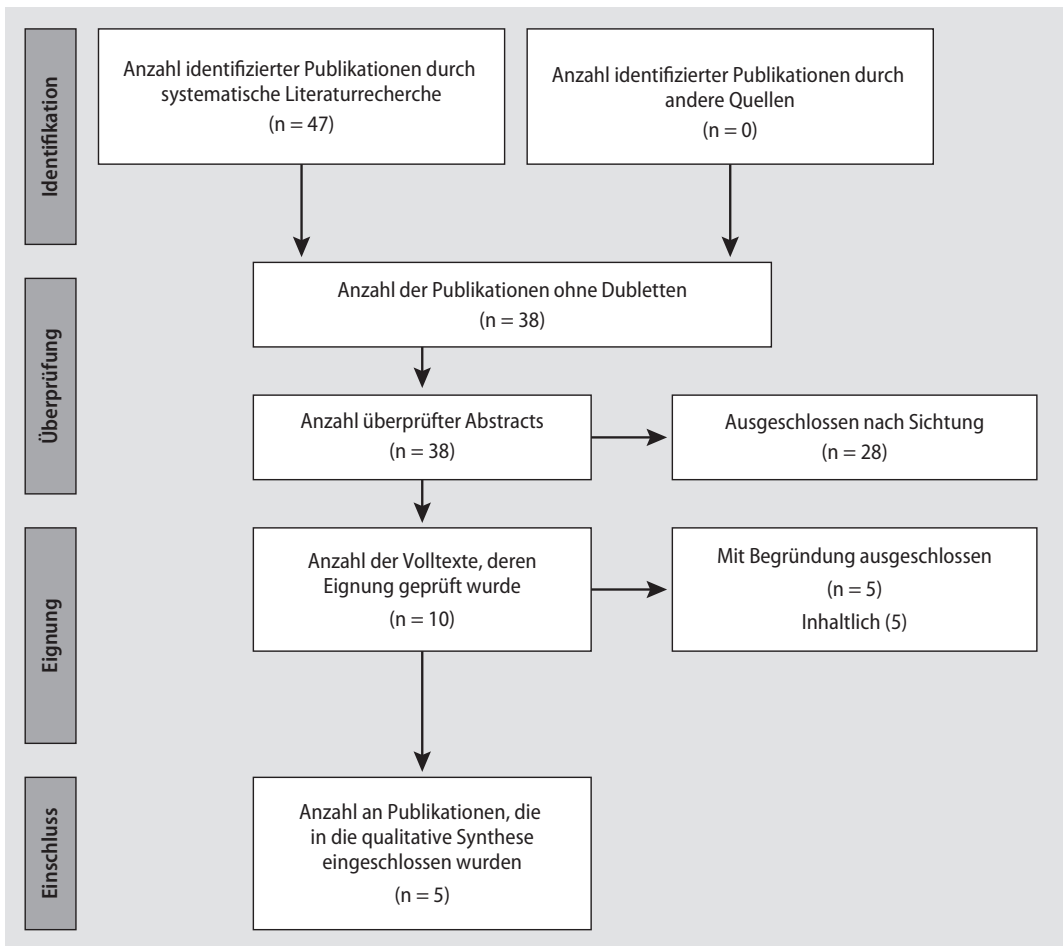 Identifikation
Anzahl identifizierter Publikationen durch
systematische Literaturrecherche
(n = 47)
Anzahl identifizierter Publikationen durch
andere Quellen
(n = 0)
Überprüfung
Anzahl der Publikationen ohne Dubletten
(n = 38)
Anzahl überprüfter Abstracts
(n = 38)
Ausgeschlossen nach Sichtung
(n = 28)
Eignung
Anzahl der Volltexte, deren
Eignung geprüft wurde
(n = 10)
Mit Begründung ausgeschlossen
(n = 5)
Inhaltlich (5)
Einschluss
Anzahl an Publikationen, die
in die qualitative Synthese
eingeschlossen wurden
(n = 5)